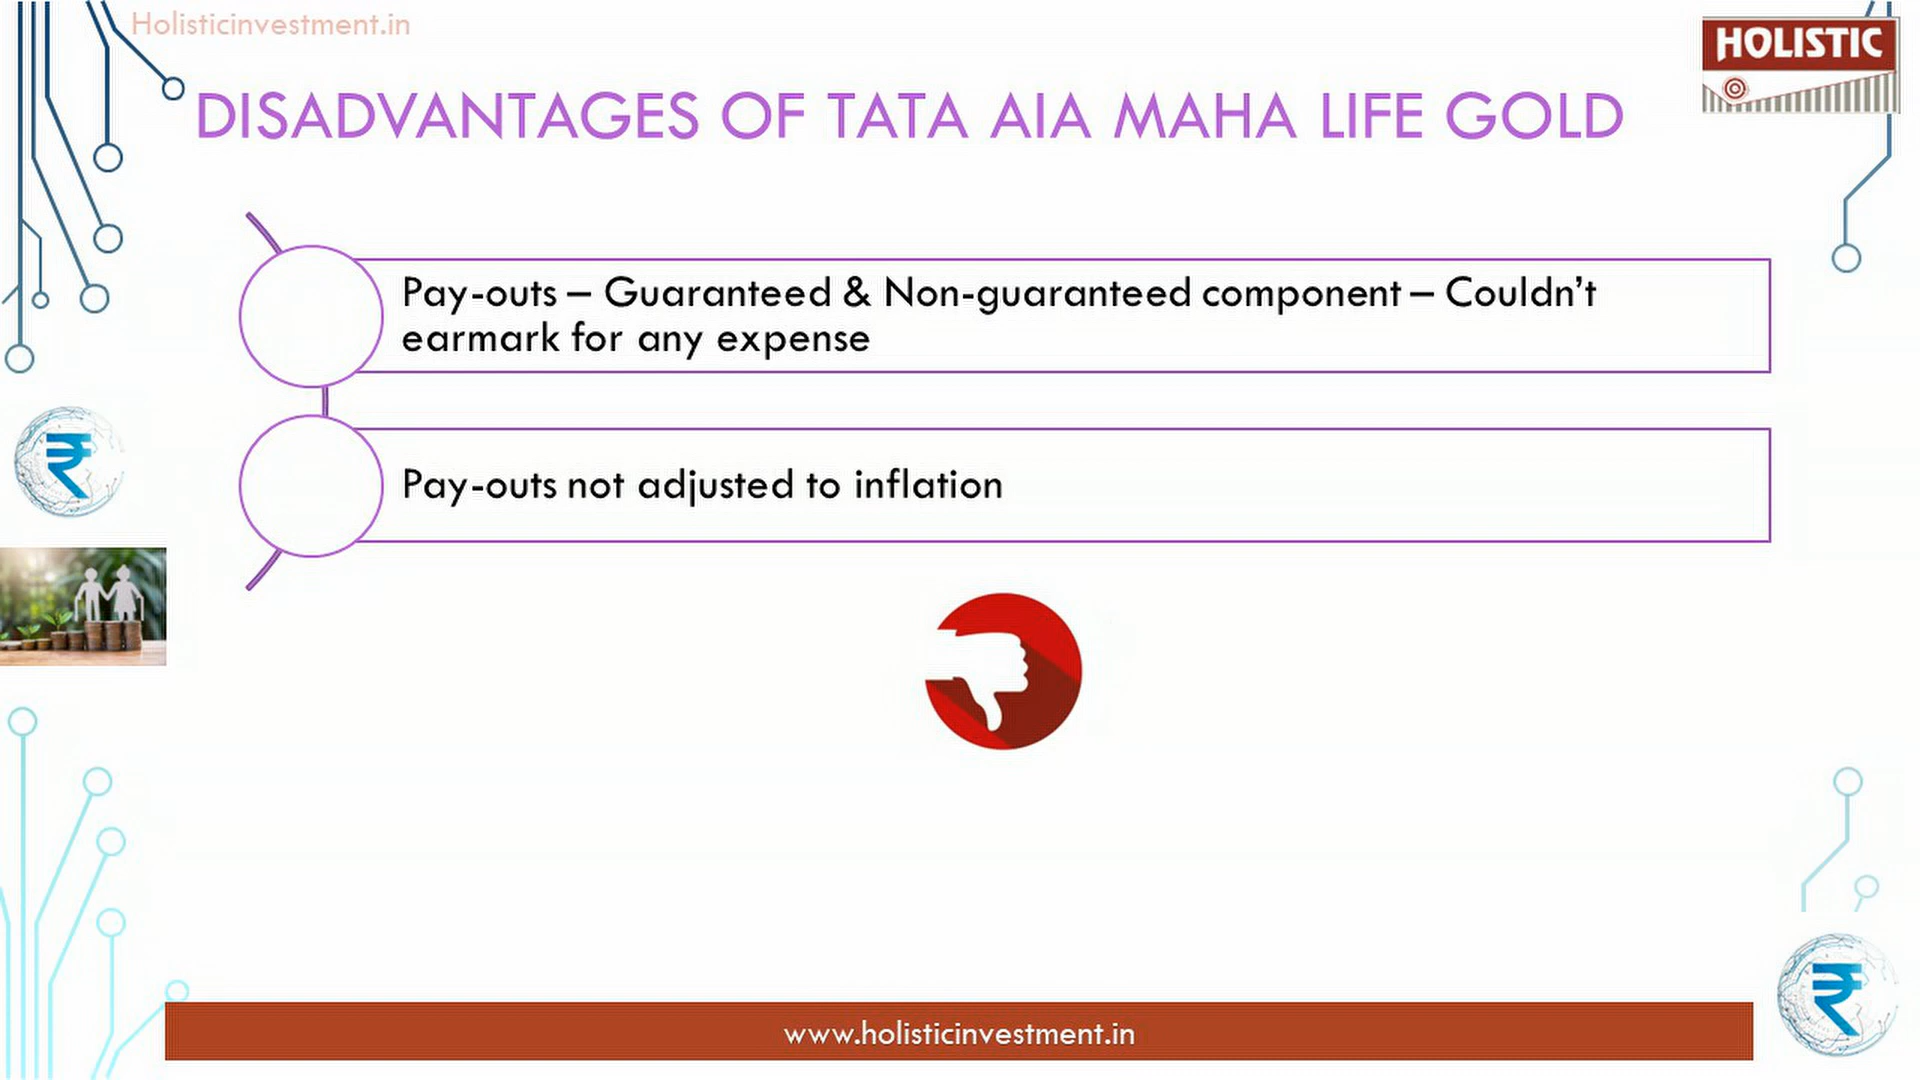 Holisticinvestment.in
HOLISTIC
DISADVANTAGES OF TATA AIA MAHA LIFE GOLD
Pay-outs – Guaranteed & Non-guaranteed component – Couldn’t
earmark for any expense
Pay-outs not adjusted to inflation
www.holisticinvestment.in